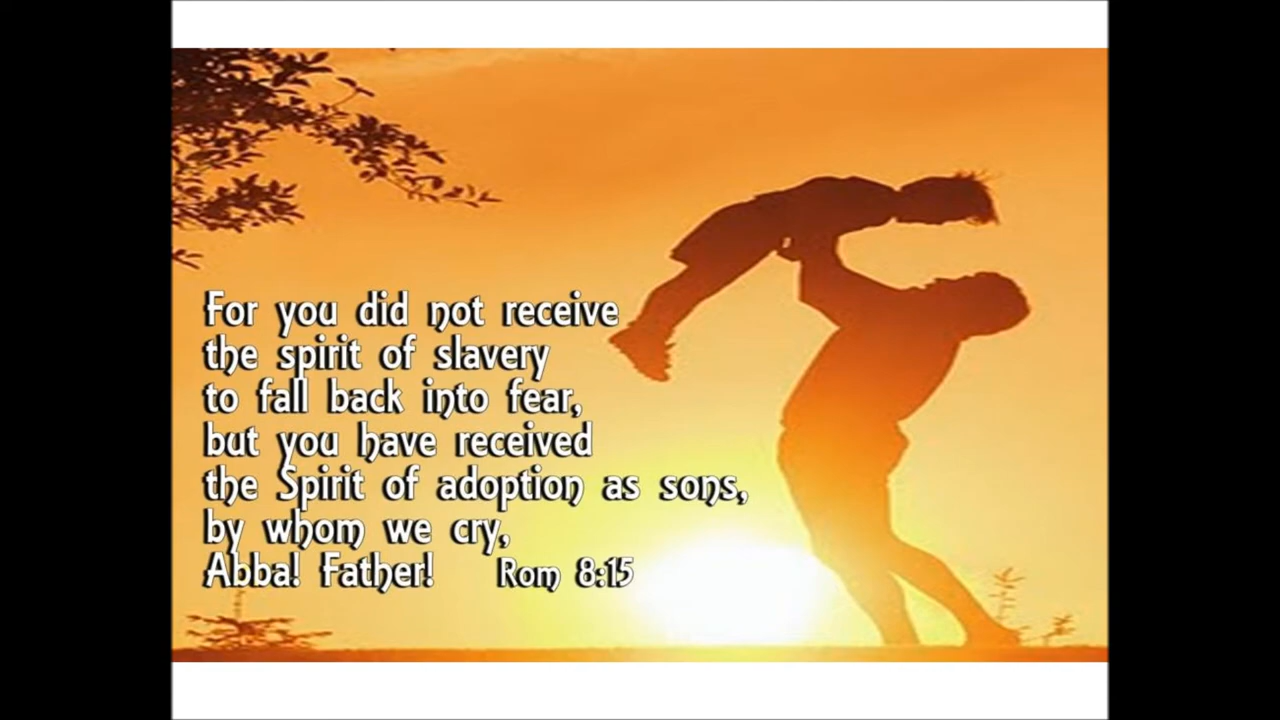 For you did not receive
the spirit of slavery
to fall back into fear,
but you have received
the Spirit of adoption as sons,
by whom we cry,
Abba! Father! Rom 8:15